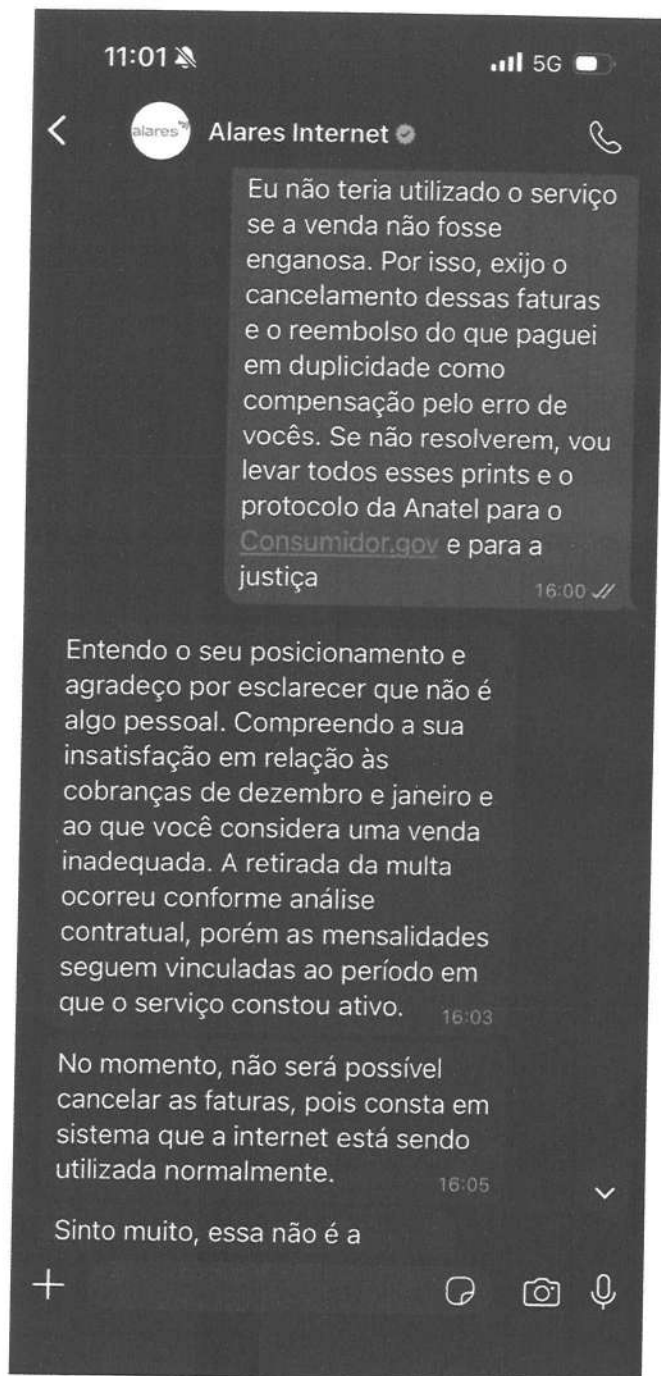 11:01
5G
alares
Alares Internet
Eu não teria utilizado o serviço
se a venda não fosse
enganosa. Por isso, exijo o
cancelamento dessas faturas
e o reembolso do que paguei
em duplicidade como
compensação pelo erro de
vocês. Se não resolverem, vou
levar todos esses prints e o
protocolo da Anatel para o
Consumidor.gov e para a
justiça
16:00
Entendo o seu posicionamento e
agradeço por esclarecer que não é
algo pessoal. Compreendo a sua
insatisfação em relação às
cobranças de dezembro e janeiro e
ao que você considera uma venda
inadequada. A retirada da multa
ocorreu conforme análise
contratual, porém as mensalidades
seguem vinculadas ao período em
que o serviço constou ativo.
16:03
No momento, não será possível
cancelar as faturas, pois consta em
sistema que a internet está sendo
utilizada normalmente.
16:05
Sinto muito, essa não é a